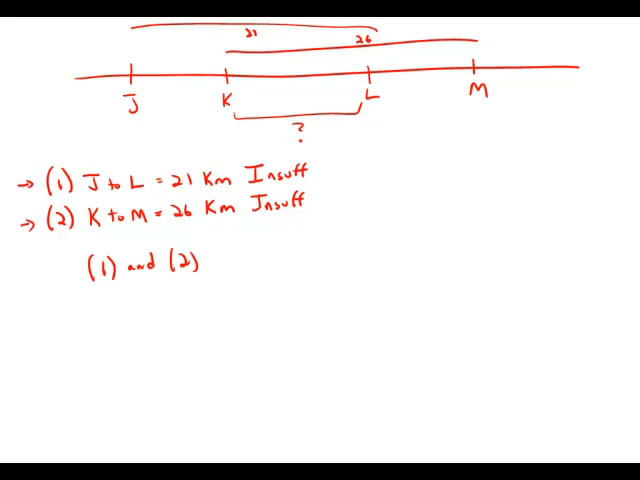 21
26
J K L M
?
→ (1) J to L = 21 Km Insuff
→ (2) K to M = 26 Km Insuff
(1) and (2)